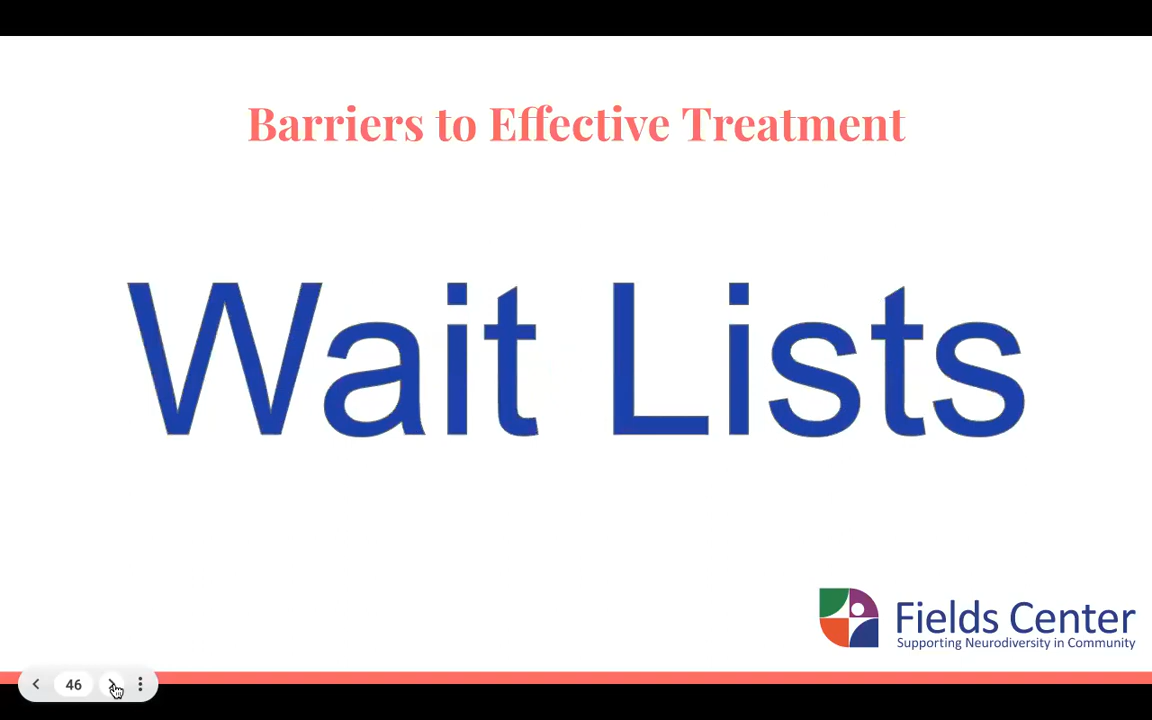 Barriers to Effective Treatment
Wait Lists
Fields Center
Supporting Neurodiversity in Community
46